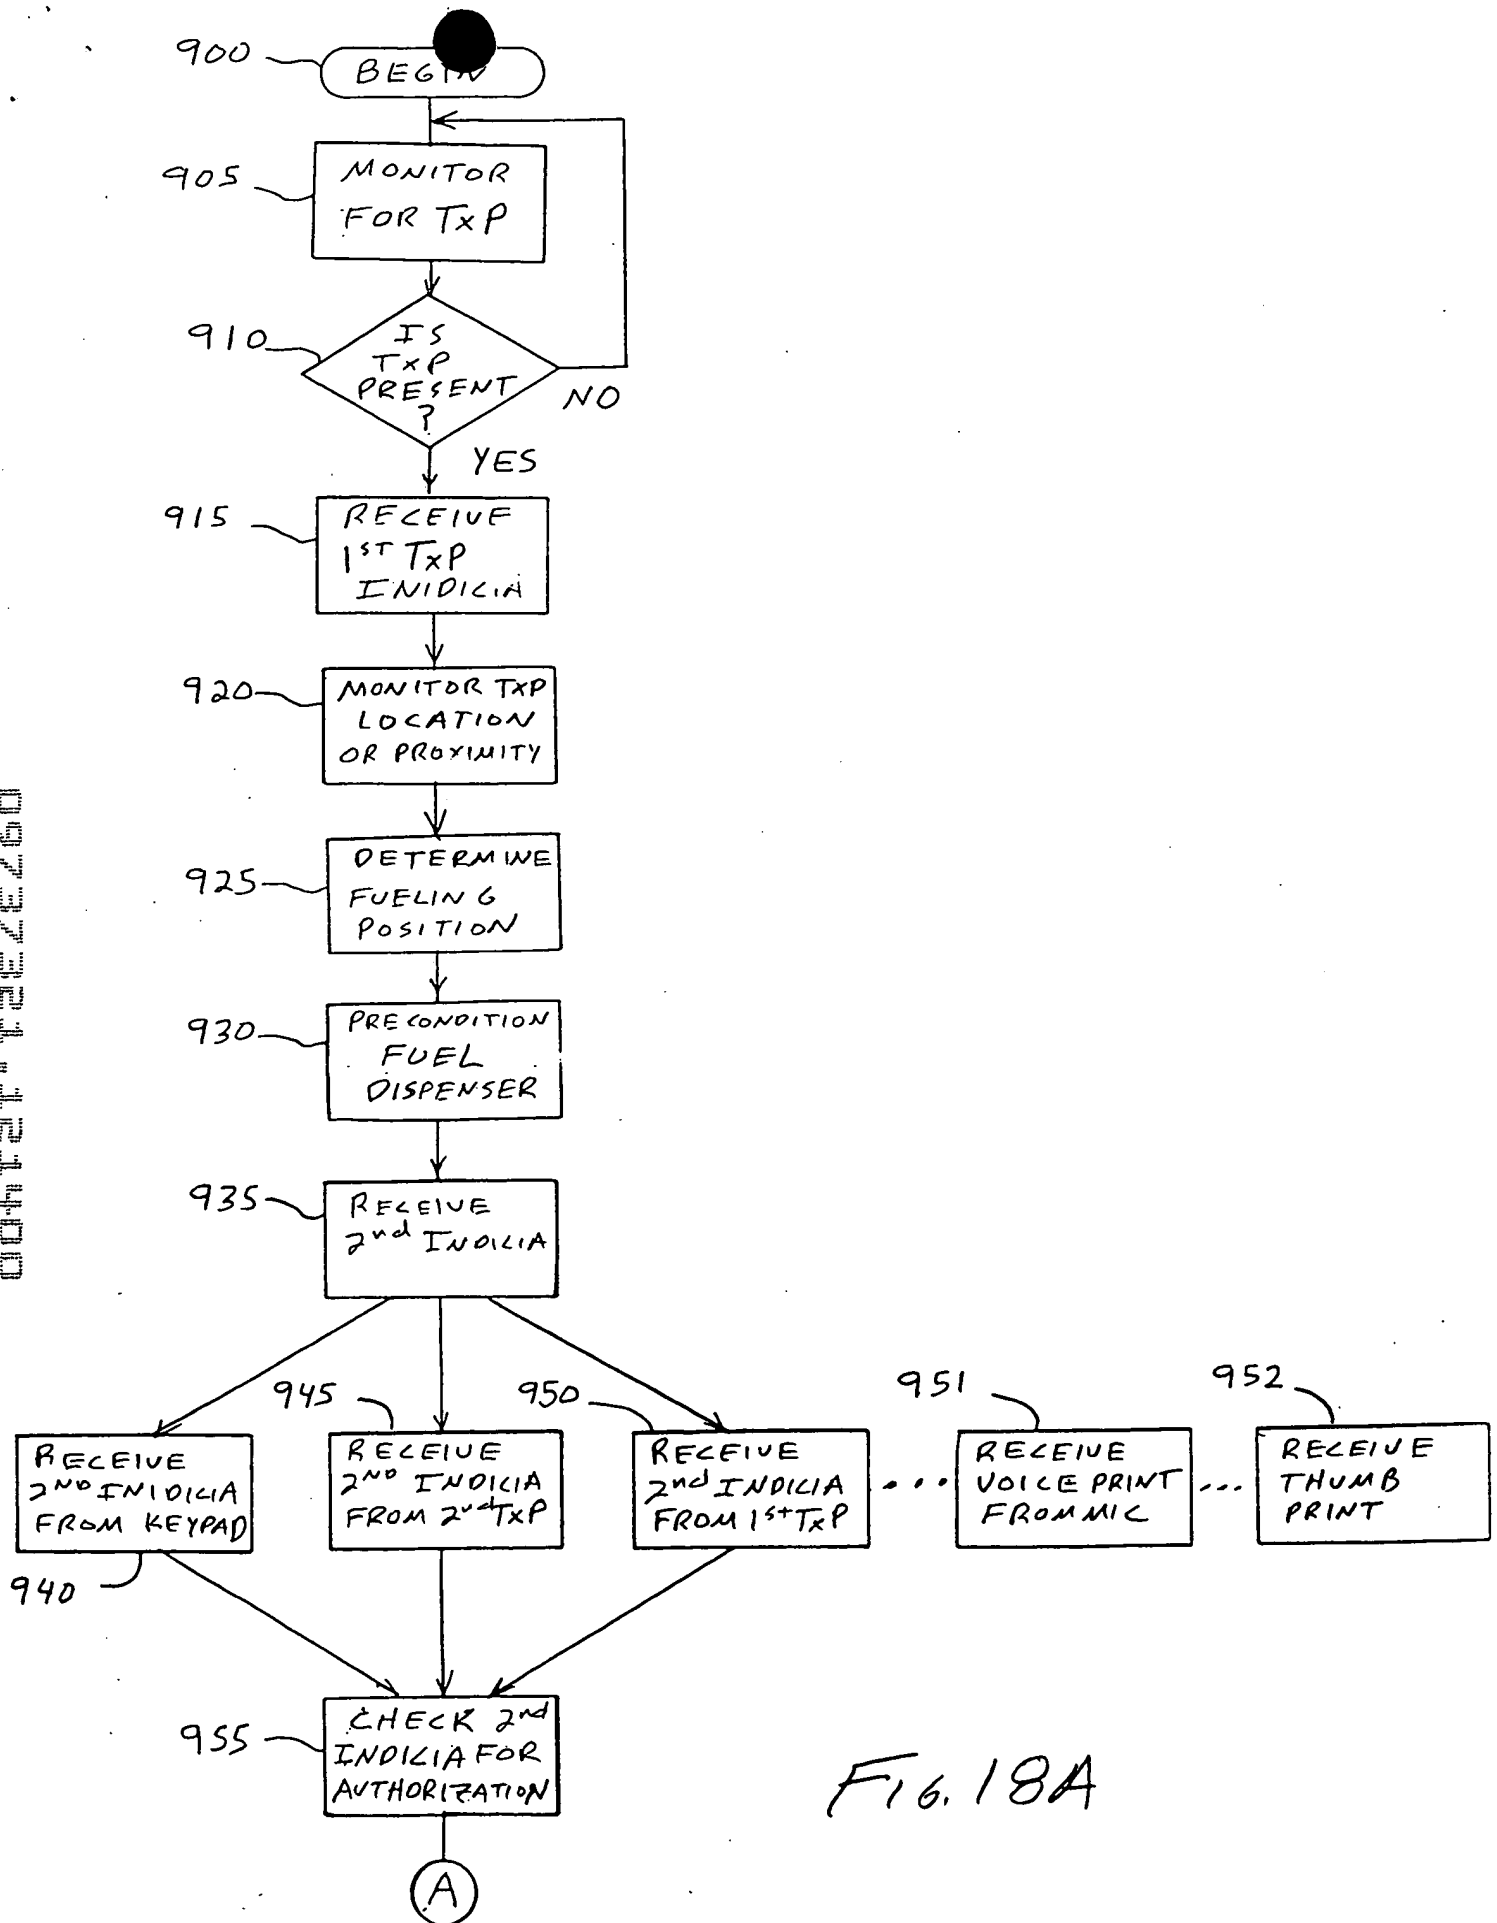 900
BEGIN
905
MONITOR
FOR TxP
910
IS
TxP
PRESENT
?
NO
YES
915
RECEIVE
1ST TxP
INIDICIA
920
MONITOR TxP
LOCATION
OR PROXIMITY
925
DETERMINE
FUELING
POSITION
930
PRECONDITION
FUEL
DISPENSER
935
RECEIVE
2nd INDICIA
940
RECEIVE
2ND INIDICIA
FROM KEYPAD
945
RECEIVE
2ND INDICIA
FROM 2nd TxP
950
RECEIVE
2nd INDICIA
FROM 1st TxP
...
951
RECEIVE
VOICE PRINT
FROM MIC
...
952
RECEIVE
THUMB
PRINT
955
CHECK 2nd
INDICIA FOR
AUTHORIZATION
A
FIG. 18A
09737321.121400